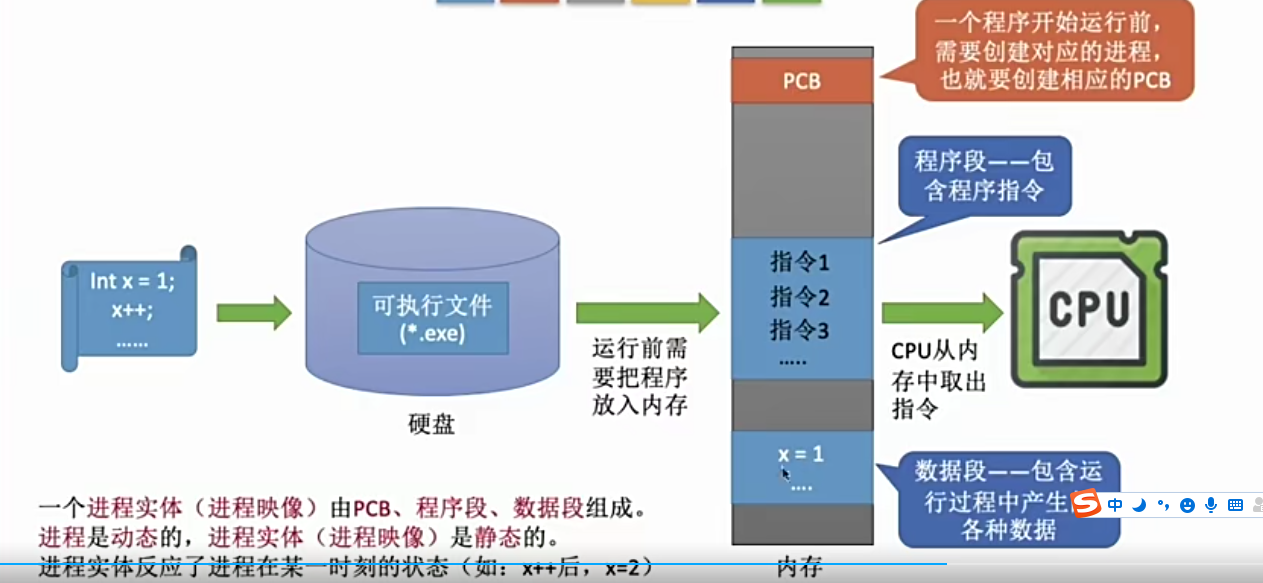 一个程序开始运行前，
需要创建对应的进程，
也就要创建相应的PCB
PCB
程序段——包
含程序指令
Int x = 1;
x++;
……
可执行文件
(*.exe)
硬盘
运行前需
要把程序
放入内存
指令1
指令2
指令3
…..
CPU
CPU从内
存中取出
指令
x = 1
….
数据段——包含运
行过程中产生
各种数据
内存
一个进程实体（进程映像）由PCB、程序段、数据段组成。
进程是动态的，进程实体（进程映像）是静态的。
进程实体反应了进程在某一时刻的状态（如：x++后，x=2）
中